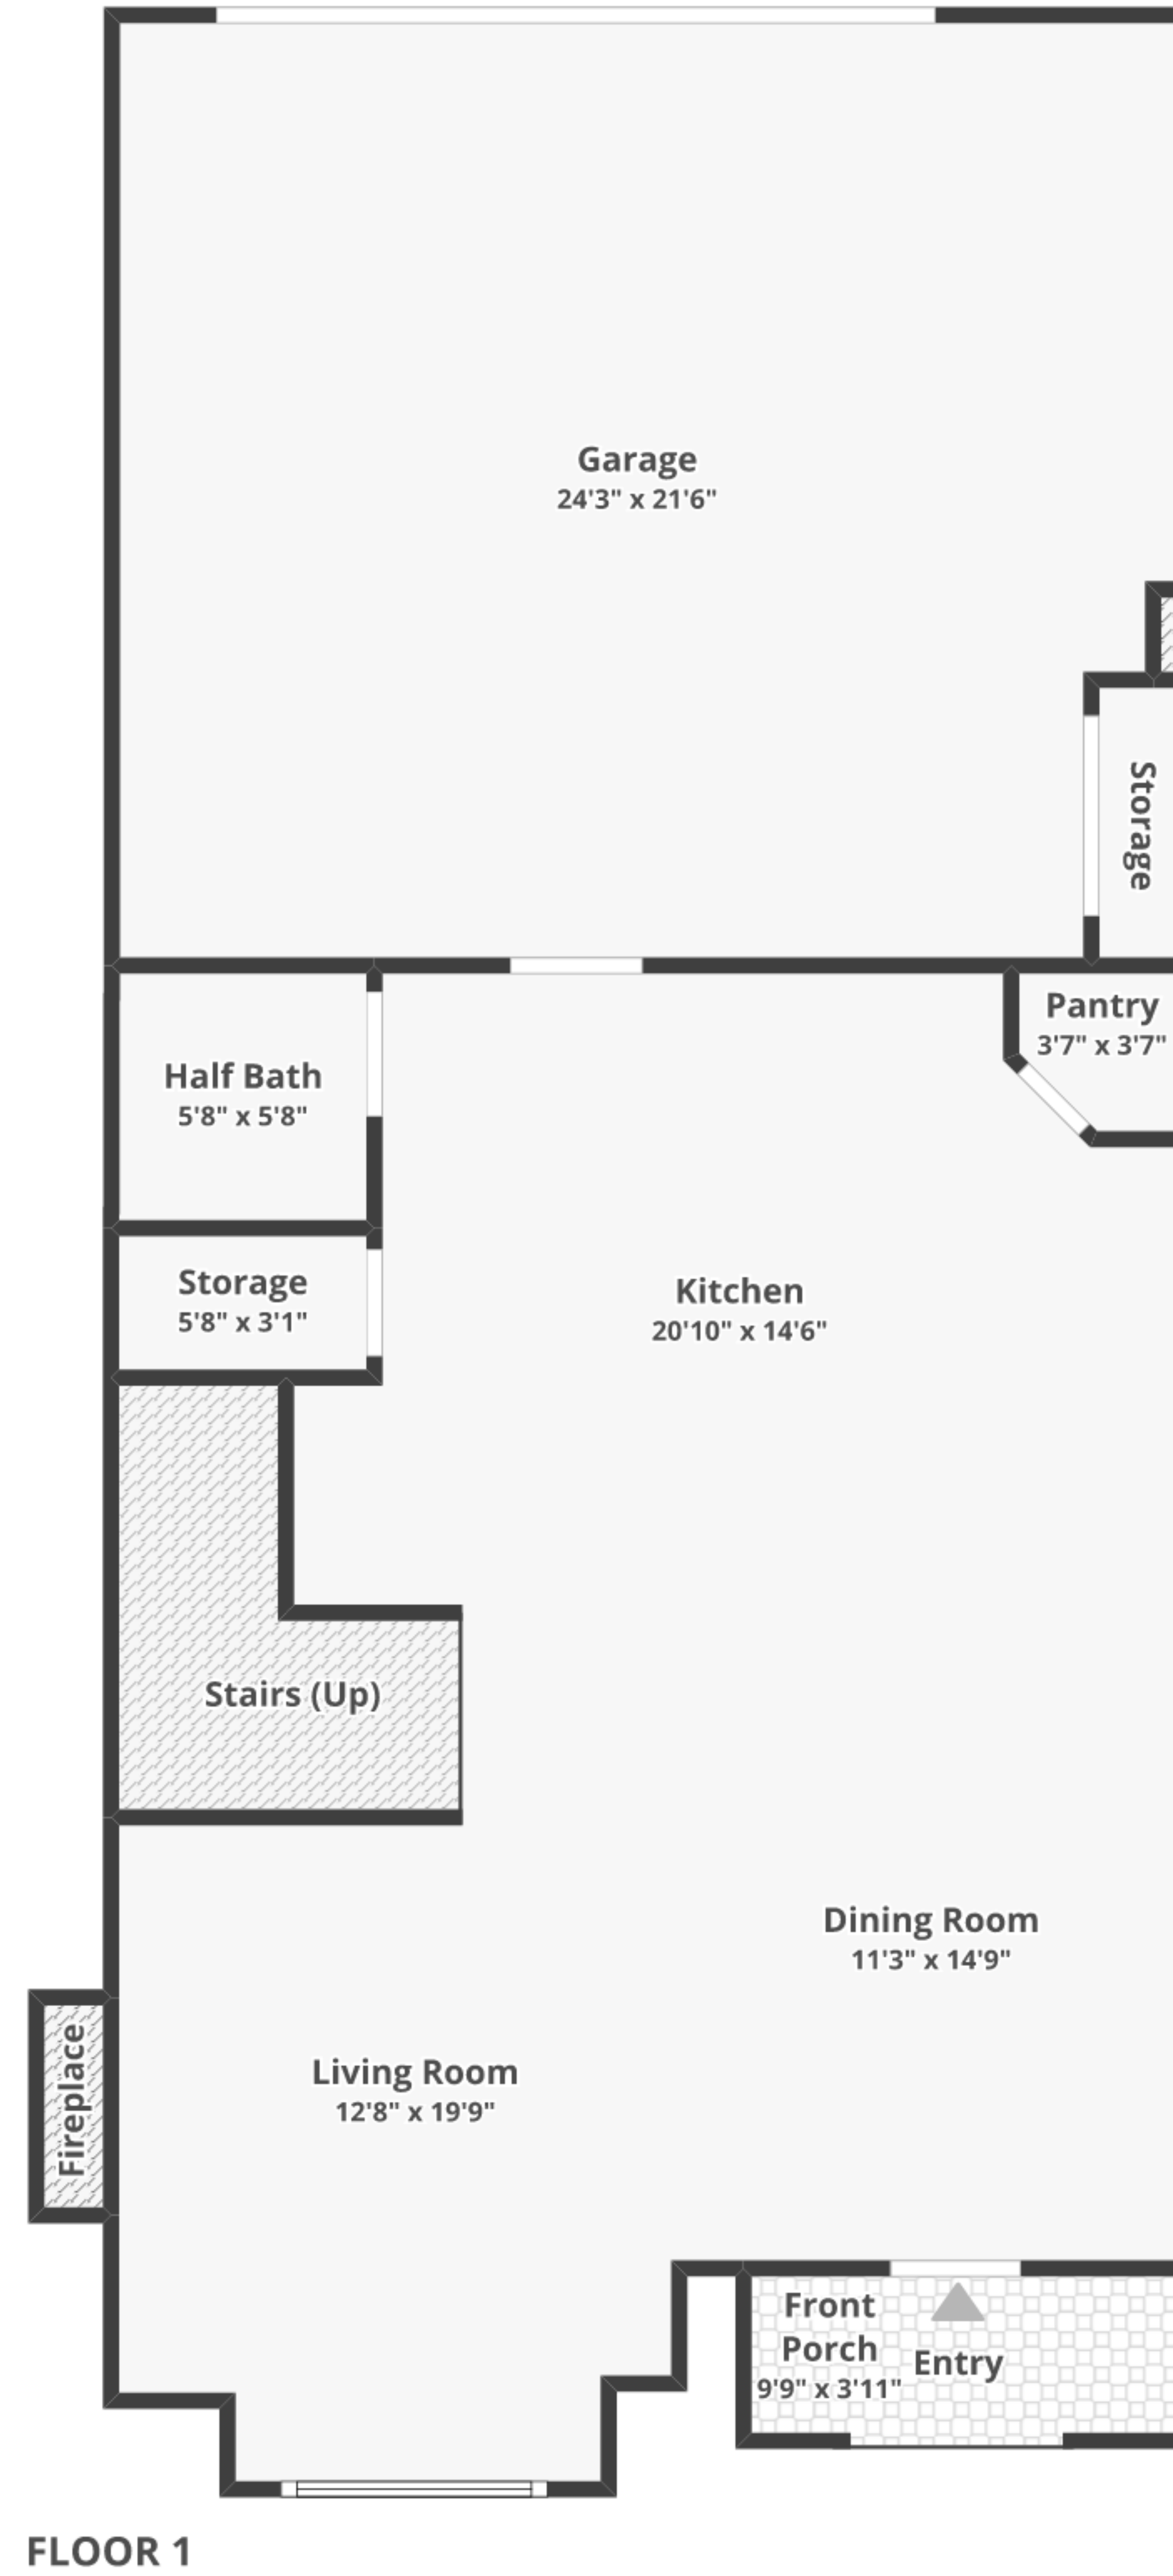 Garage
24'3" x 21'6"
Storage
Pantry
3'7" x 3'7"
Half Bath
5'8" x 5'8"
Storage
5'8" x 3'1"
Kitchen
20'10" x 14'6"
Stairs (Up)
Dining Room
11'3" x 14'9"
Fireplace
Living Room
12'8" x 19'9"
Front
Porch
9'9" x 3'11"
Entry
FLOOR 1